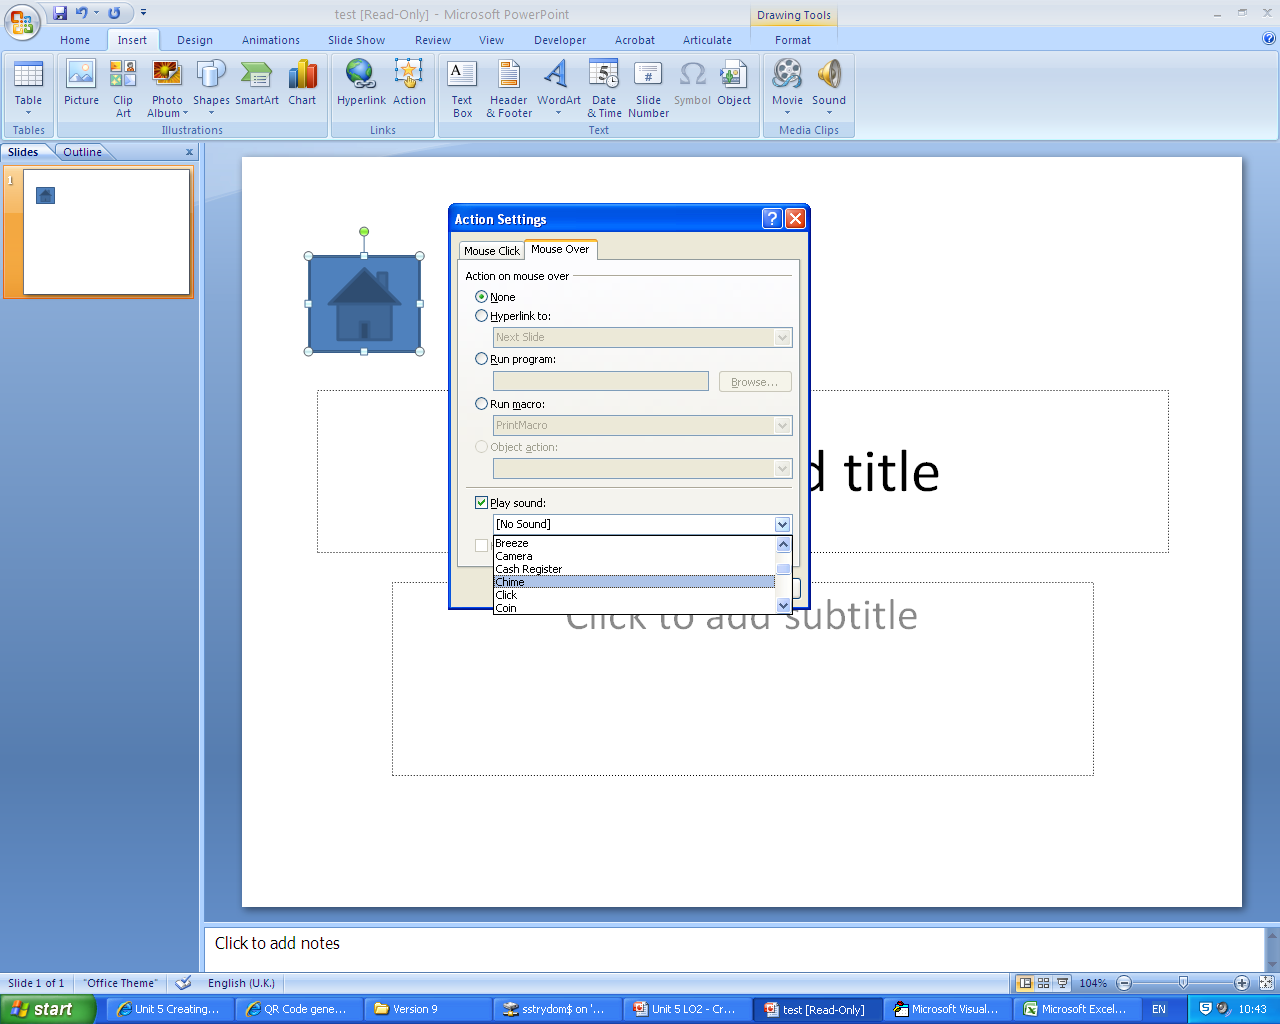 test [Read-Only] - Microsoft PowerPoint
Drawing Tools
Home Insert Design Animations Slide Show Review View Developer Acrobat Articulate Format
Table
Picture
Clip
Art
Photo
Album
Shapes
SmartArt
Chart
Hyperlink
Action
Text
Box
Header
& Footer
WordArt
Date
& Time
Slide
Number
Symbol
Object
Movie
Sound
Tables
Illustrations
Links
Text
Media Clips
Slides Outline x
1
Action Settings
Mouse Click Mouse Over
Action on mouse over
None
Hyperlink to:
Next Slide
Run program:
Browse...
Run macro:
PrintMacro
Object action:
Play sound:
[No Sound]
Breeze
Camera
Cash Register
Chime
Click
Coin
d title
Click to add subtitle
Click to add notes
Slide 1 of 1 "Office Theme" English (U.K.) 104%
start Unit 5 Creating... QR Code gene... Version 9 sstrydom$ on '... Unit 5 LO2 - Cr... test [Read-Only] Microsoft Visual... Microsoft Excel... EN 10:43